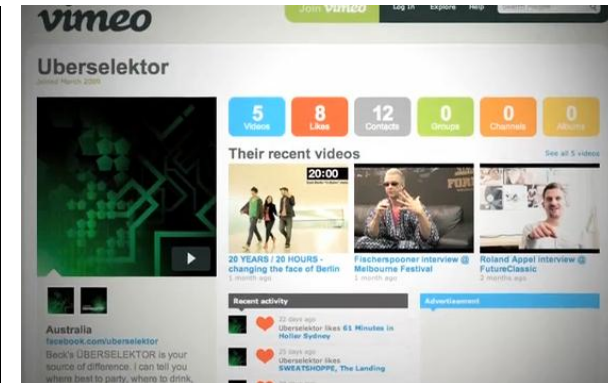 vimeo
Join vimeo
Log In
Explore
Help
Search People
Uberselektor
Joined March 2009
5
Videos
8
Likes
12
Contacts
0
Groups
0
Channels
0
Albums
Their recent videos
See all 5 videos
20:00
20 YEARS / 20 HOURS -
changing the face of Berlin
1 month ago
Fischerspooner interview @
Melbourne Festival
1 month ago
Roland Appel interview @
FutureClassic
2 months ago
Recent activity
Advertisement
22 days ago
Uberselektor likes 61 Minutes in
Holler Sydney
25 days ago
Uberselektor likes
SWEATSHOPPE, The Landing
Australia
facebook.com/uberselektor
Beck's ÜBERSELEKTOR is your
source of difference. I can tell you
where best to party, where to drink,